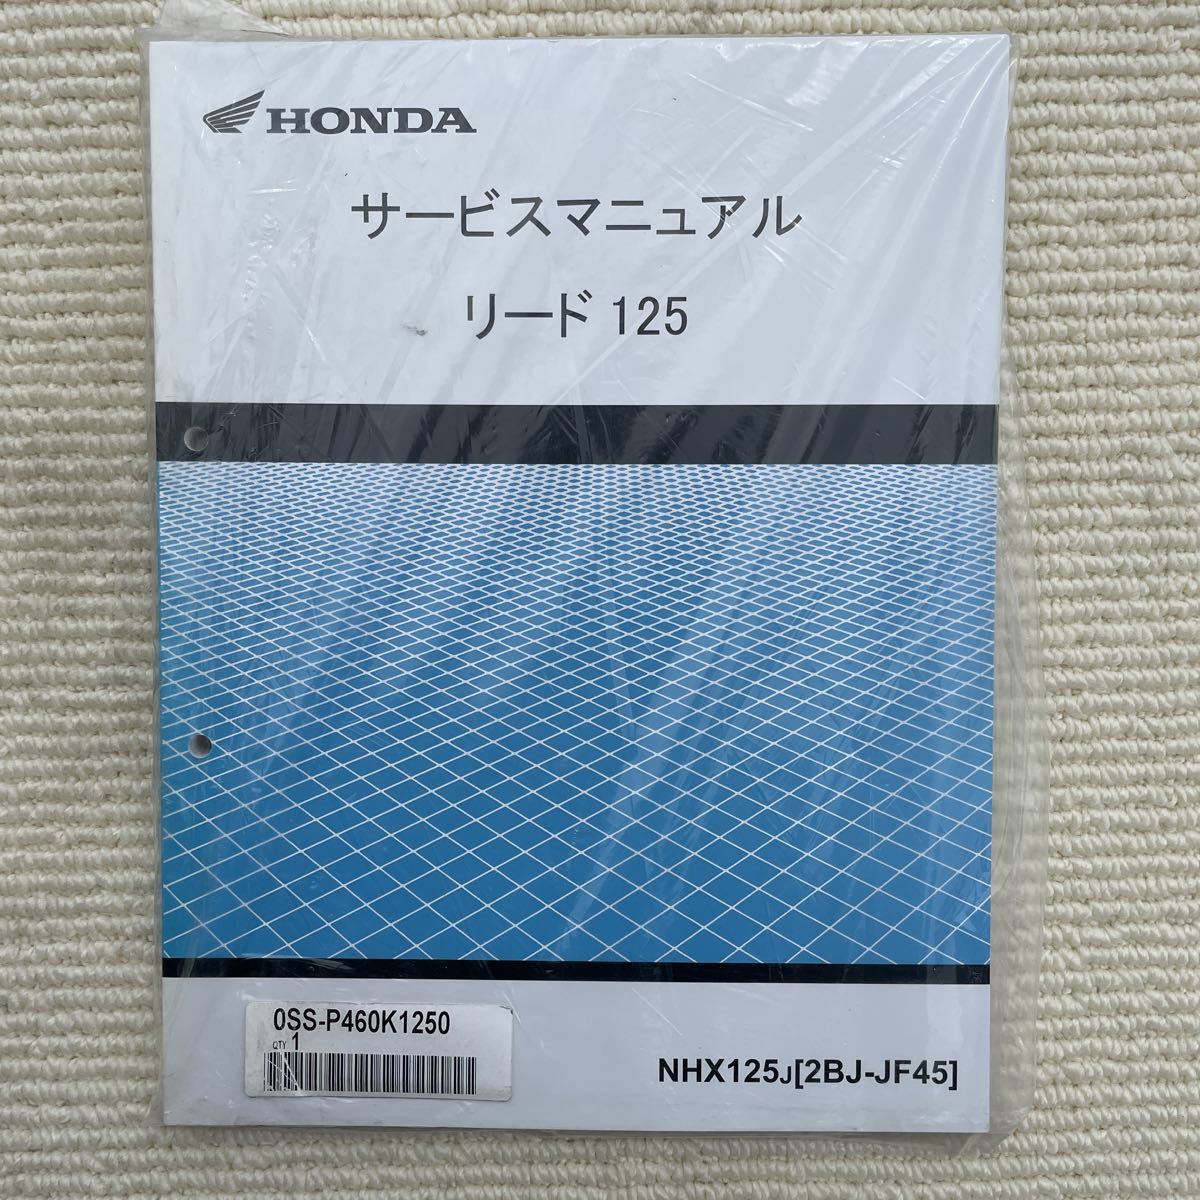 HONDA
サービスマニュアル
リード 125
0SS-P460K1250
QTY 1
NHX125J[2BJ-JF45]